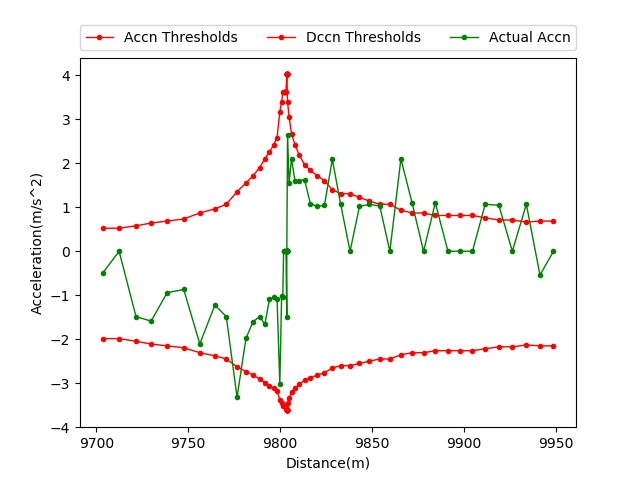 Accn Thresholds Dccn Thresholds Actual Accn
4
3
2
1
0
−1
−2
−3
−4
Acceleration(m/s^2)
9700 9750 9800 9850 9900 9950
Distance(m)